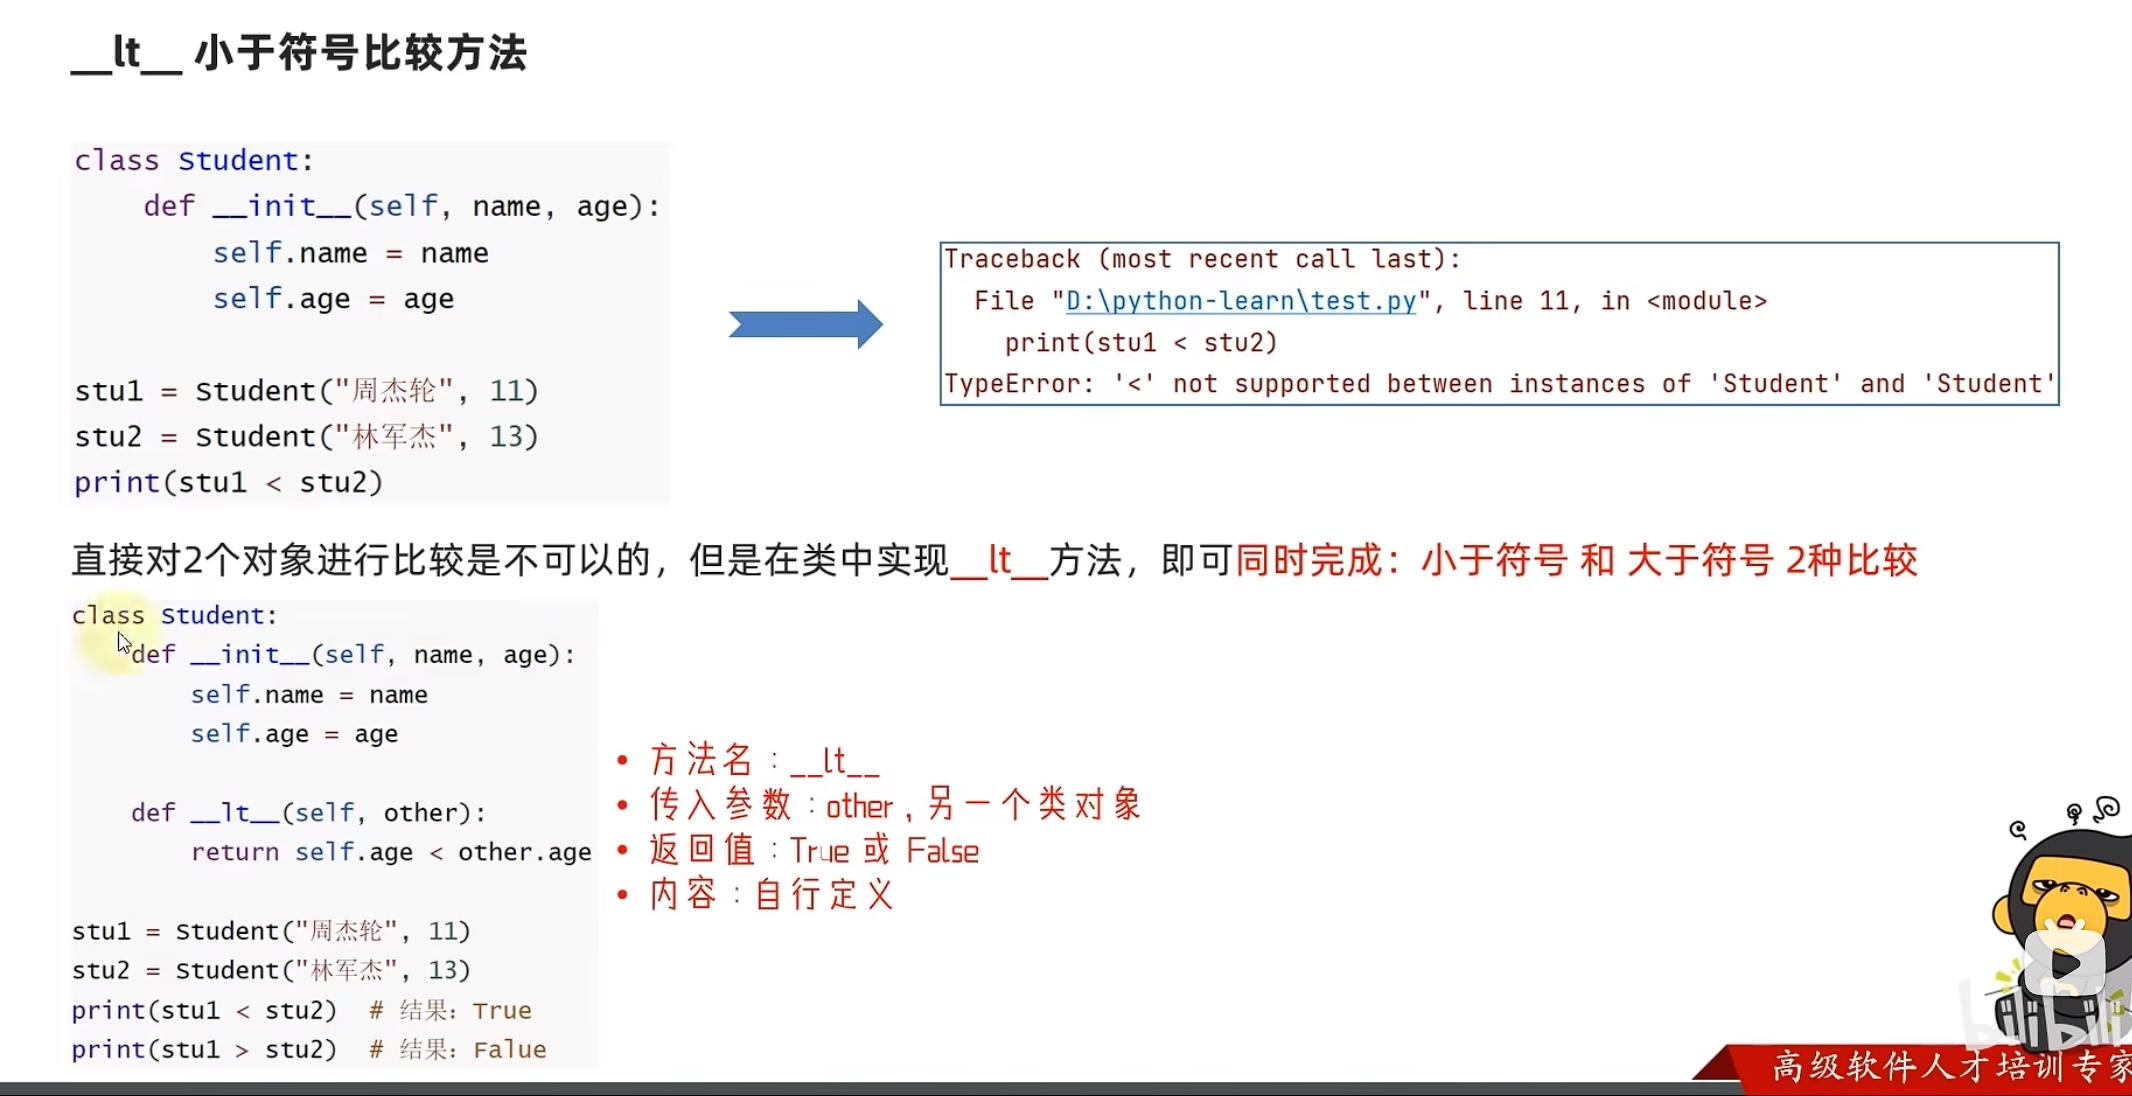 __lt__ 小于符号比较方法
class Student:
    def __init__(self, name, age):
        self.name = name
        self.age = age
stu1 = Student("周杰轮", 11)
stu2 = Student("林军杰", 13)
print(stu1 < stu2)
Traceback (most recent call last):
  File "D:\python-learn\test.py", line 11, in <module>
    print(stu1 < stu2)
TypeError: '<' not supported between instances of 'Student' and 'Student'
直接对2个对象进行比较是不可以的，但是在类中实现__lt__方法，即可同时完成：小于符号 和 大于符号 2种比较
class Student:
    def __init__(self, name, age):
        self.name = name
        self.age = age
    def __lt__(self, other):
        return self.age < other.age
stu1 = Student("周杰轮", 11)
stu2 = Student("林军杰", 13)
print(stu1 < stu2)  # 结果：True
print(stu1 > stu2)  # 结果：Falue
• 方法名：__lt__
• 传入参数：other，另一个类对象
• 返回值：True 或 False
• 内容：自行定义
bilibili
高级软件人才培训专家